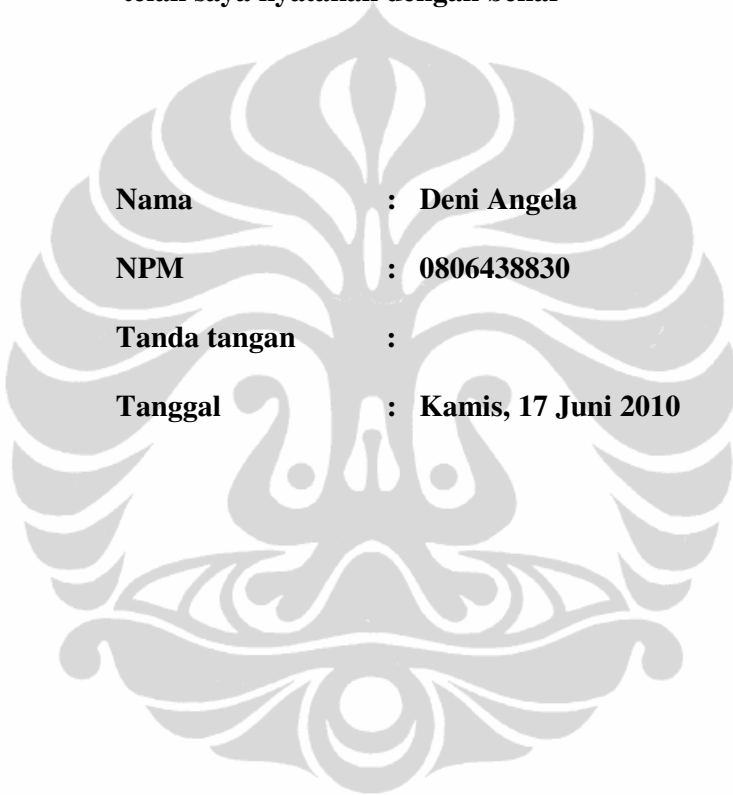 telah saya nyatakan dengan benar
Nama : Deni Angela
NPM : 0806438830
Tanda tangan :
Tanggal : Kamis, 17 Juni 2010